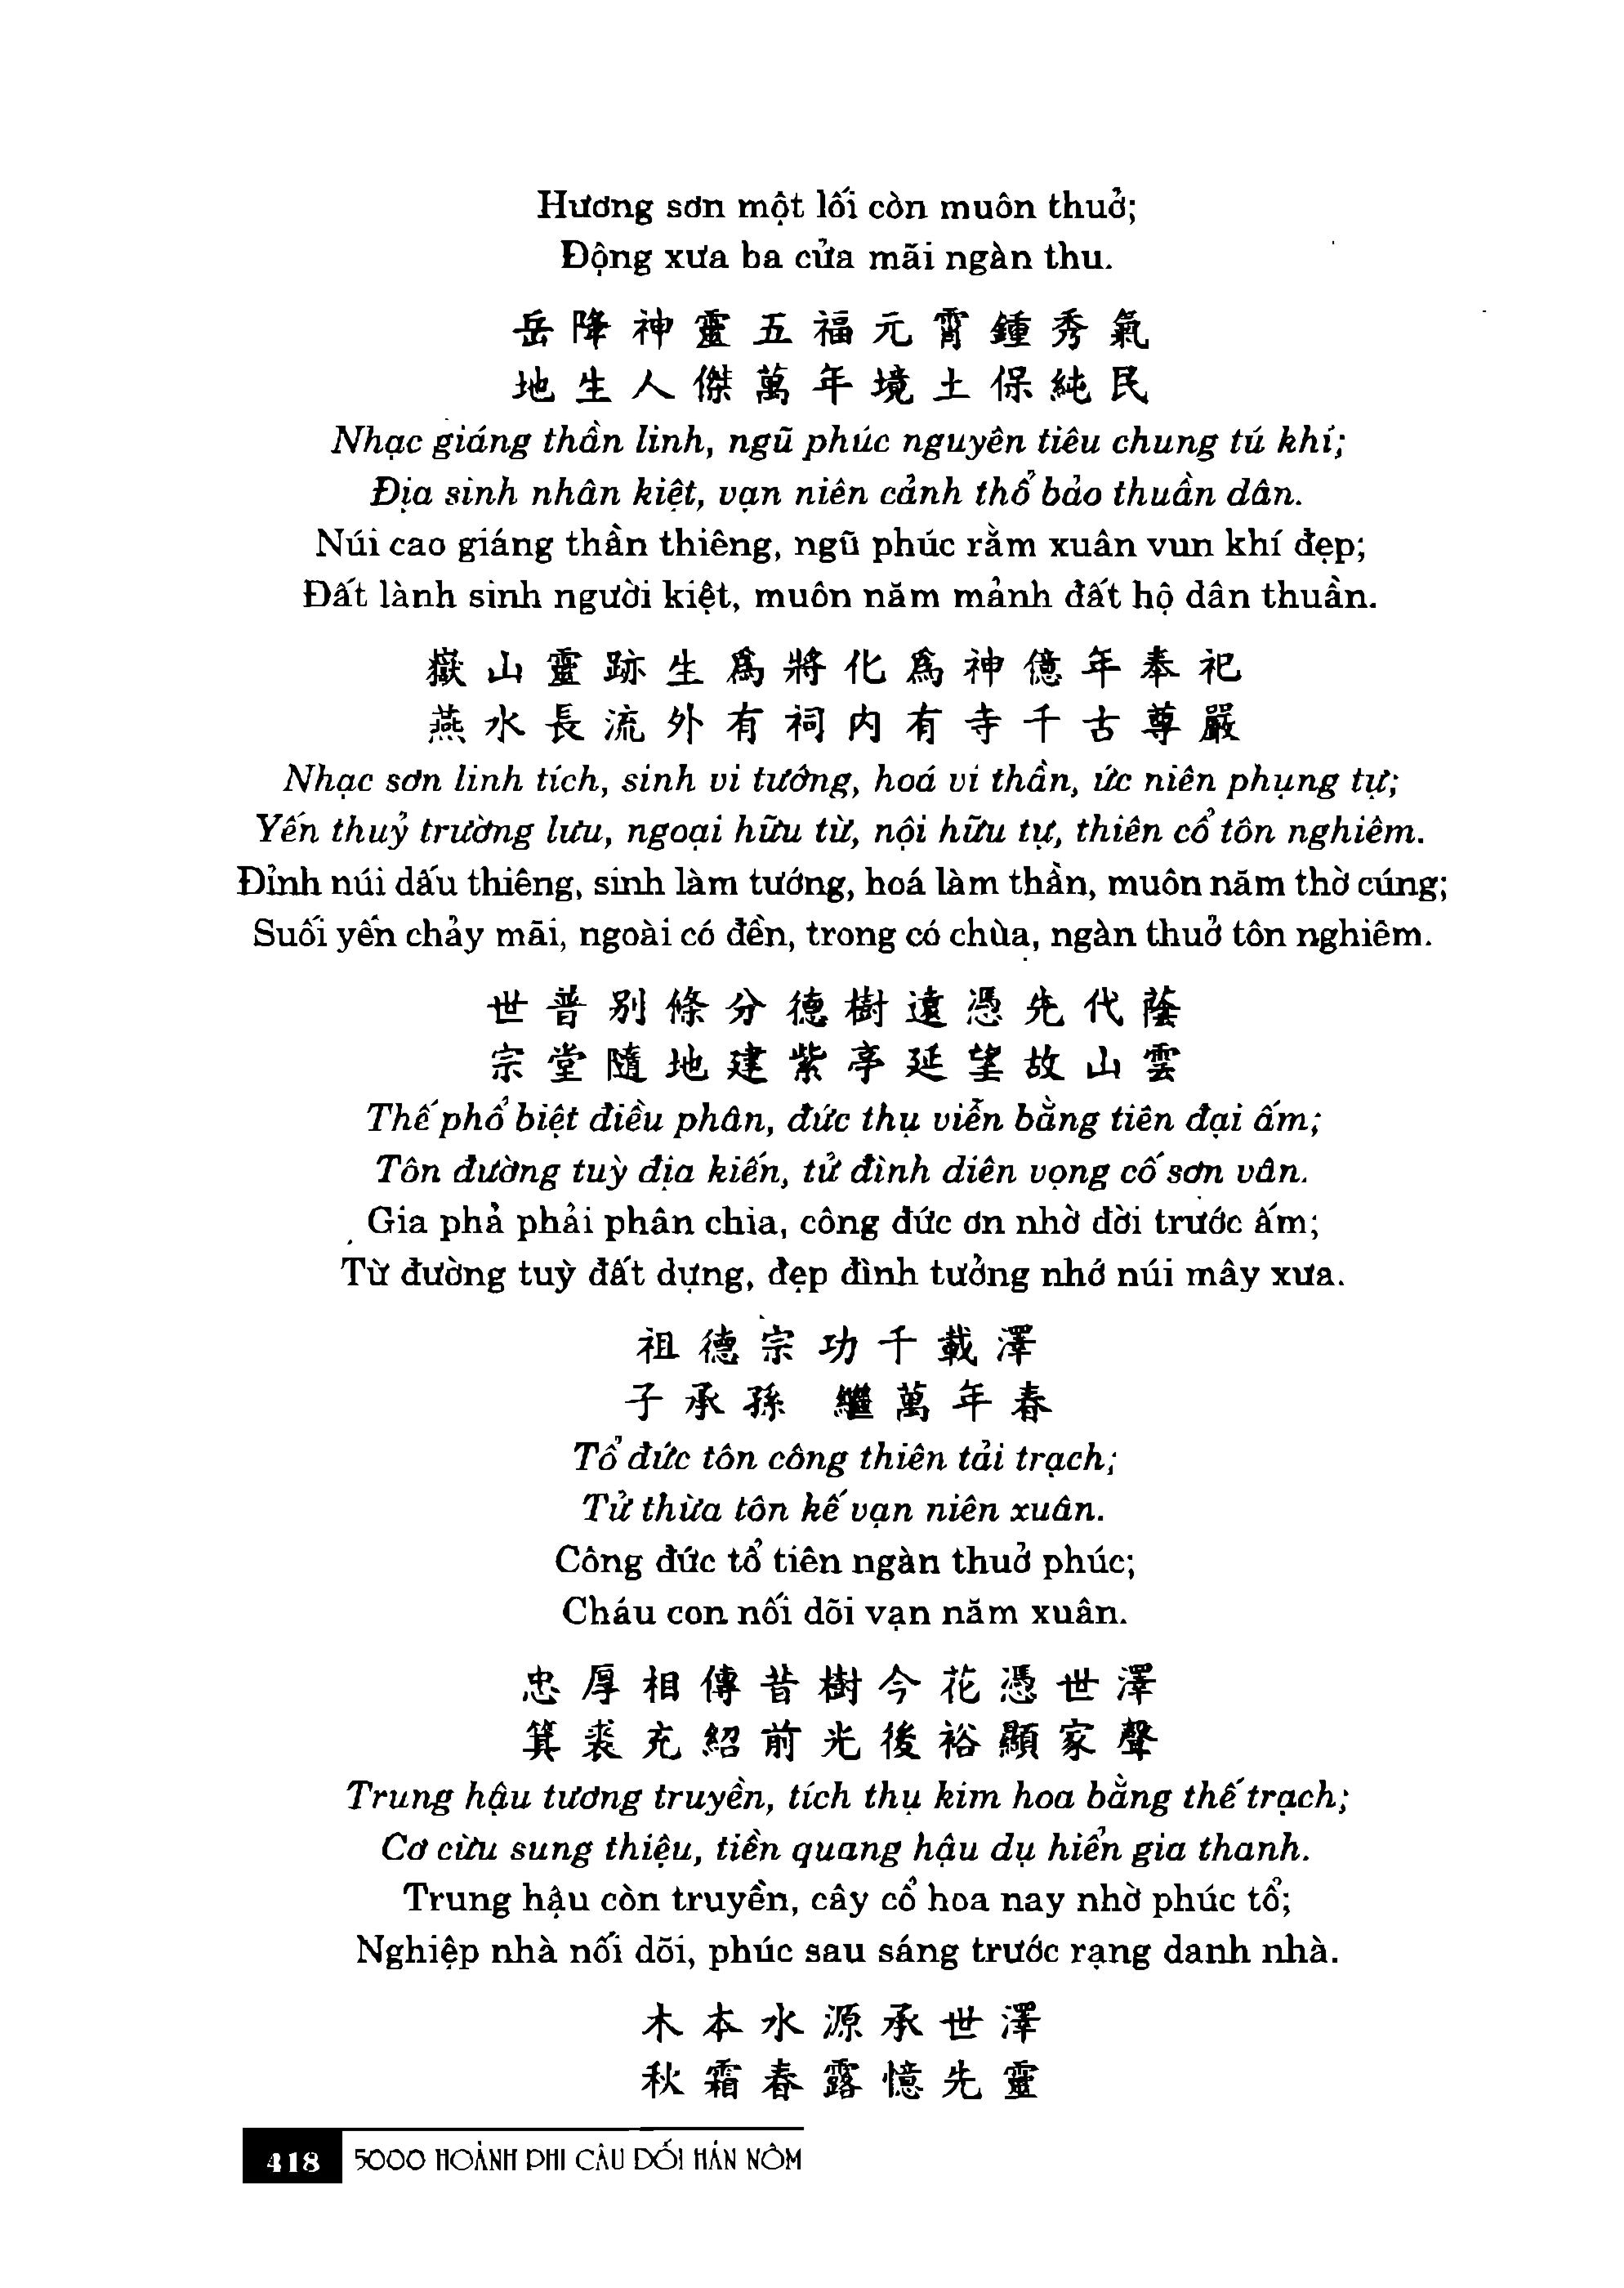 Hương sơn một lối còn muôn thuở;
Động xưa ba cửa mãi ngàn thu.
岳降神靈五福元霄鍾秀氣
地生人傑萬年境土保純民
Nhạc giáng thần linh, ngũ phúc nguyên tiêu chung tú khí;
Địa sinh nhân kiệt, vạn niên cảnh thổ bảo thuần dân.
Núi cao giáng thần thiêng, ngũ phúc rằm xuân vun khí đẹp;
Đất lành sinh người kiệt, muôn năm mảnh đất hộ dân thuần.
嶽山靈跡生爲將化爲神億年奉祀
燕水長流外有祠内有寺千古尊嚴
Nhạc sơn linh tích, sinh vi tướng, hoá vi thần, ức niên phụng tự;
Yến thuỷ trường lưu, ngoại hữu từ, nội hữu tự, thiên cổ tôn nghiêm.
Đỉnh núi dấu thiêng, sinh làm tướng, hoá làm thần, muôn năm thờ cúng;
Suối yến chảy mãi, ngoài có đền, trong có chùa, ngàn thuở tôn nghiêm.
世普別條分德樹遠憑先代蔭
宗堂隨地建紫亭延望故山雲
Thế phổ biệt điều phân, đức thụ viễn bằng tiên đại ấm;
Tôn đường tuỳ địa kiến, tử đình diên vọng cố sơn vân.
Gia phả phải phân chia, công đức ơn nhờ đời trước ấm;
Từ đường tuỳ đất dựng, đẹp đình tưởng nhớ núi mây xưa.
祖德宗功千載澤
子承孫 繼萬年春
Tổ đức tôn công thiên tải trạch;
Tử thừa tôn kế vạn niên xuân.
Công đức tổ tiên ngàn thuở phúc;
Cháu con nối dõi vạn năm xuân.
忠厚相傳昔樹今花憑世澤
箕裘充紹前光後裕顯家聲
Trung hậu tương truyền, tích thụ kim hoa bằng thế trạch;
Cơ cừu sung thiệu, tiền quang hậu dụ hiển gia thanh.
Trung hậu còn truyền, cây cổ hoa nay nhờ phúc tổ;
Nghiệp nhà nối dõi, phúc sau sáng trước rạng danh nhà.
木本水源承世澤
秋霜春露憶先靈
418 5000 HOÀNH PHI CÂU ĐỐI HÁN NÔM